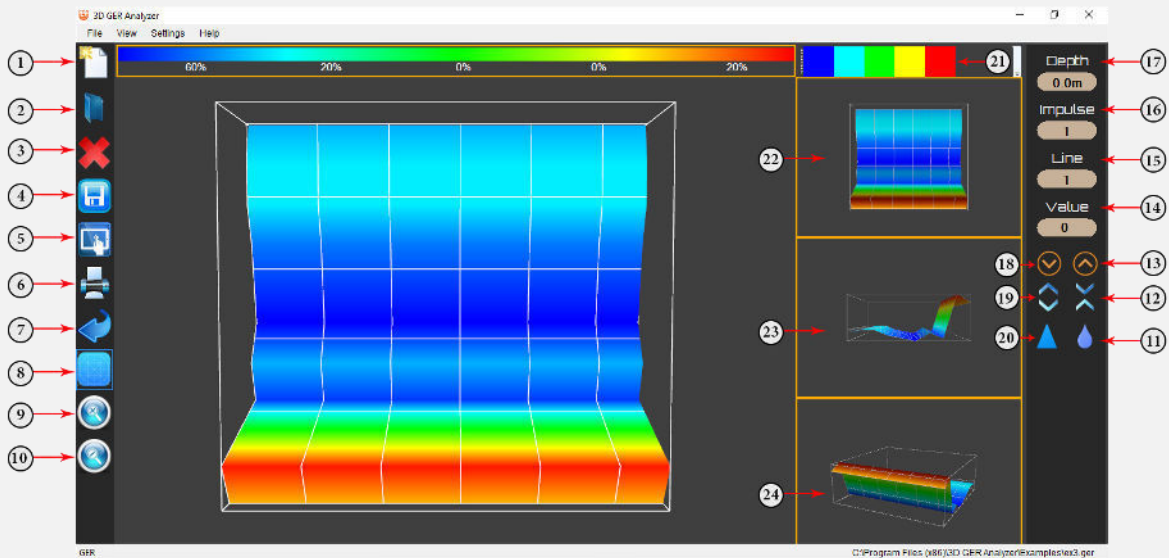 3D GER Analyzer
File View Settings Help
60% 20% 0% 0% 20%
1
2
3
4
5
6
7
8
9
10
21
22
23
24
Depth 17
0.0m
Impulse 16
1
Line 15
1
Value 14
0
18 13
19 12
20 11
GER
C:\Program Files (x86)\3D GER Analyzer\Examples\ex3.ger